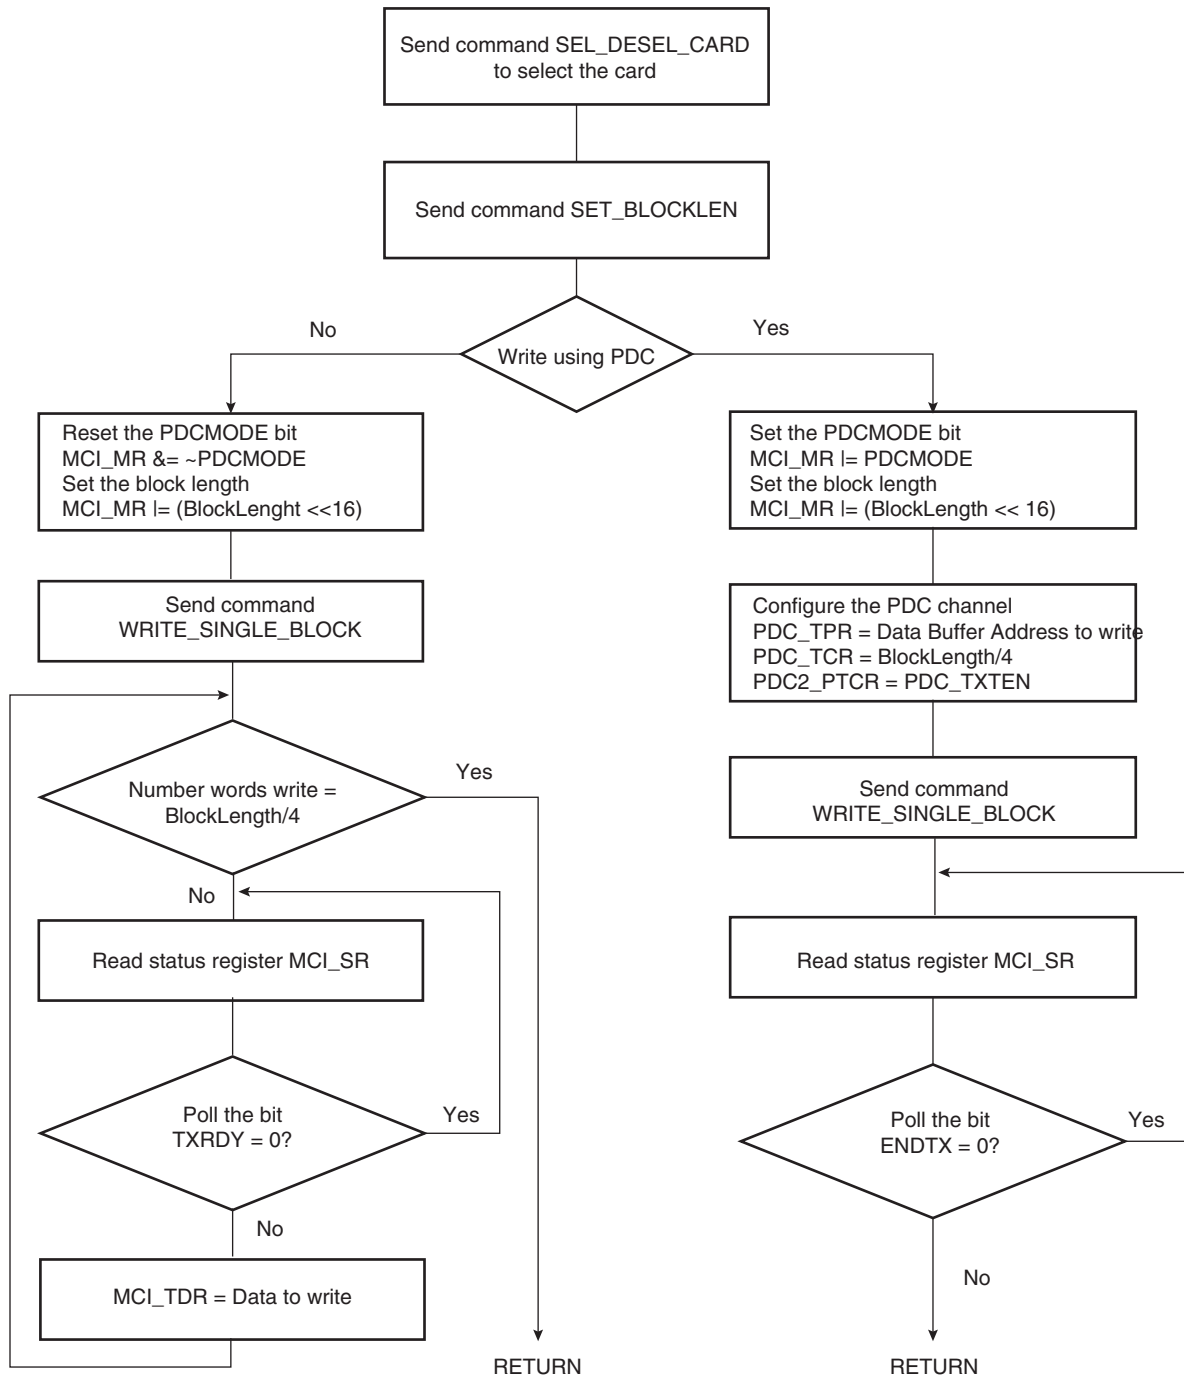 Send command SEL_DESEL_CARD
to select the card
Send command SET_BLOCKLEN
No
Yes
Write using PDC
Reset the PDCMODE bit
MCI_MR &= ~PDCMODE
Set the block length
MCI_MR |= (BlockLenght <<16)
Send command
WRITE_SINGLE_BLOCK
Number words write =
BlockLength/4
Yes
No
Read status register MCI_SR
Poll the bit
TXRDY = 0?
Yes
No
MCI_TDR = Data to write
RETURN
Set the PDCMODE bit
MCI_MR |= PDCMODE
Set the block length
MCI_MR |= (BlockLength << 16)
Configure the PDC channel
PDC_TPR = Data Buffer Address to write
PDC_TCR = BlockLength/4
PDC2_PTCR = PDC_TXTEN
Send command
WRITE_SINGLE_BLOCK
Read status register MCI_SR
Poll the bit
ENDTX = 0?
Yes
No
RETURN